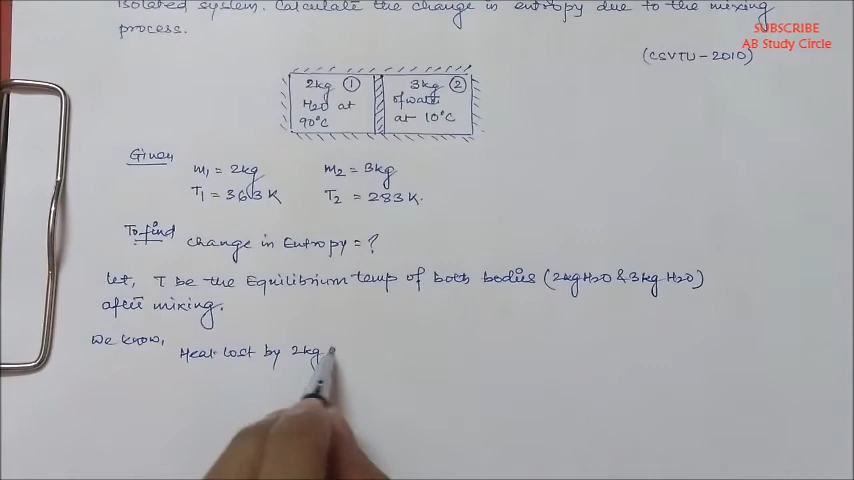 Isolated system. Calculate the change in entropy due to the mixing
process.
SUBSCRIBE
AB Study Circle
(CSVTU-2010)
2kg ①
H2O at
90°C
3kg ②
of water
at 10°C
Given
m1 = 2kg m2 = 3kg
T1 = 363 K T2 = 283 K.
To find change in Entropy = ?
let, T be the Equilibrium temp of both bodies (2kg H2O & 3kg H2O)
after mixing.
We know,
Heat lost by 2kg